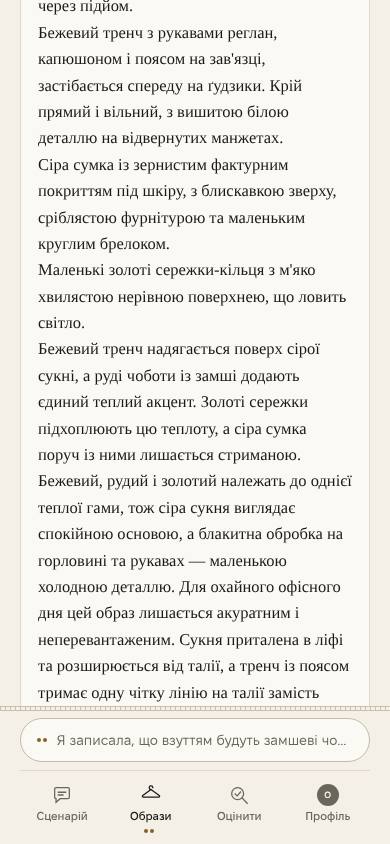 через підйом.
Бежевий тренч з рукавами реглан,
капюшоном і поясом на зав'язці,
застібається спереду на ґудзики. Крій
прямий і вільний, з вишитою білою
деталлю на відвернутих манжетах.
Сіра сумка із зернистим фактурним
покриттям під шкіру, з блискавкою зверху,
сріблястою фурнітурою та маленьким
круглим брелоком.
Маленькі золоті сережки-кільця з м'яко
хвилястою нерівною поверхнею, що ловить
світло.
Бежевий тренч надягається поверх сірої
сукні, а руді чоботи із замші додають
єдиний теплий акцент. Золоті сережки
підхоплюють цю теплоту, а сіра сумка
поруч із ними лишається стриманою.
Бежевий, рудий і золотий належать до однієї
теплої гами, тож сіра сукня виглядає
спокійною основою, а блакитна обробка на
горловині та рукавах — маленькою
холодною деталлю. Для охайного офісного
дня цей образ лишається акуратним і
неперевантаженим. Сукня приталена в ліфі
та розширюється від талії, а тренч із поясом
тримає одну чітку лінію на талії замість
Я записала, що взуттям будуть замшеві чо...
Сценарій
Образи
Оцінити
О
Профіль